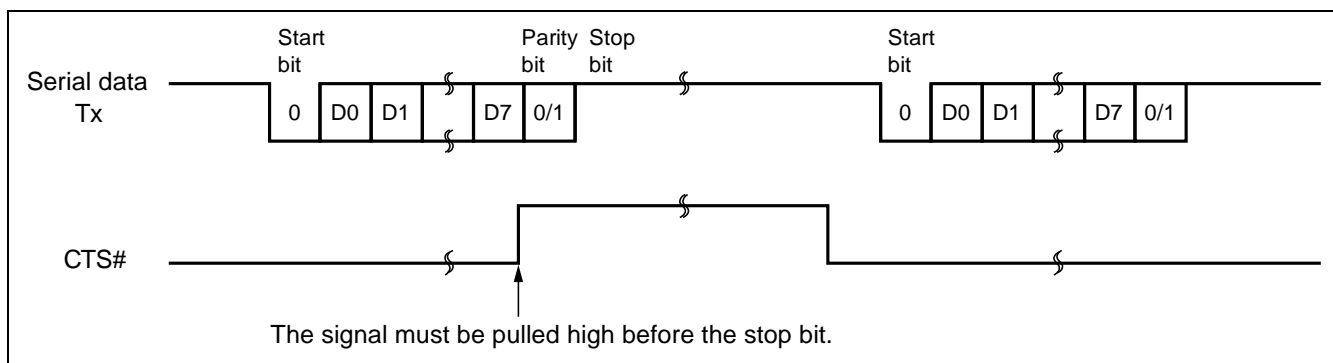 Start bit
Parity bit
Stop bit
Start bit
Serial data Tx
0 D0 D1 D7 0/1
0 D0 D1 D7 0/1
CTS#
The signal must be pulled high before the stop bit.